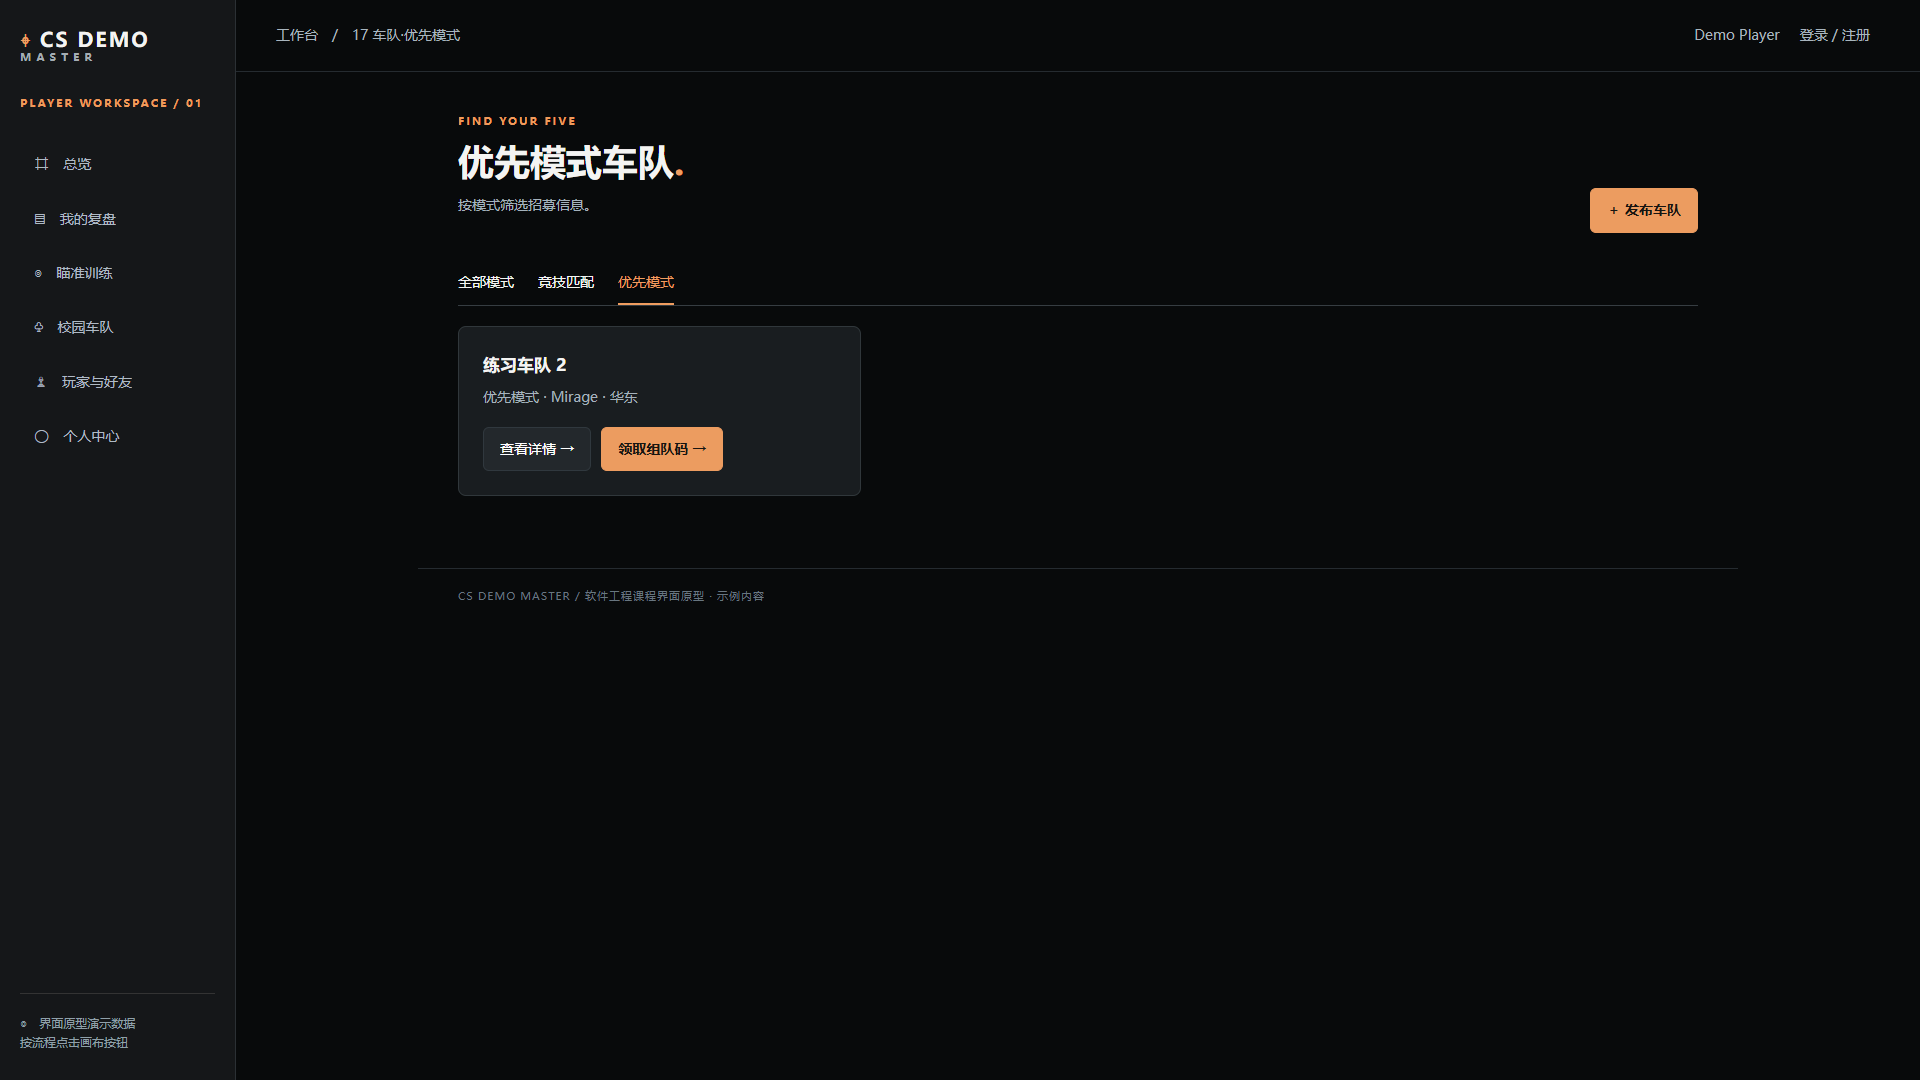 CS DEMO
MASTER
PLAYER WORKSPACE / 01
总览
我的复盘
瞄准训练
校园车队
玩家与好友
个人中心
界面原型演示数据
按流程点击画布按钮
工作台 / 17 车队·优先模式
Demo Player 登录 / 注册
FIND YOUR FIVE
优先模式车队.
按模式筛选招募信息。
+ 发布车队
全部模式 竞技匹配 优先模式
练习车队 2
优先模式 · Mirage · 华东
查看详情 → 领取组队码 →
CS DEMO MASTER / 软件工程课程界面原型 · 示例内容